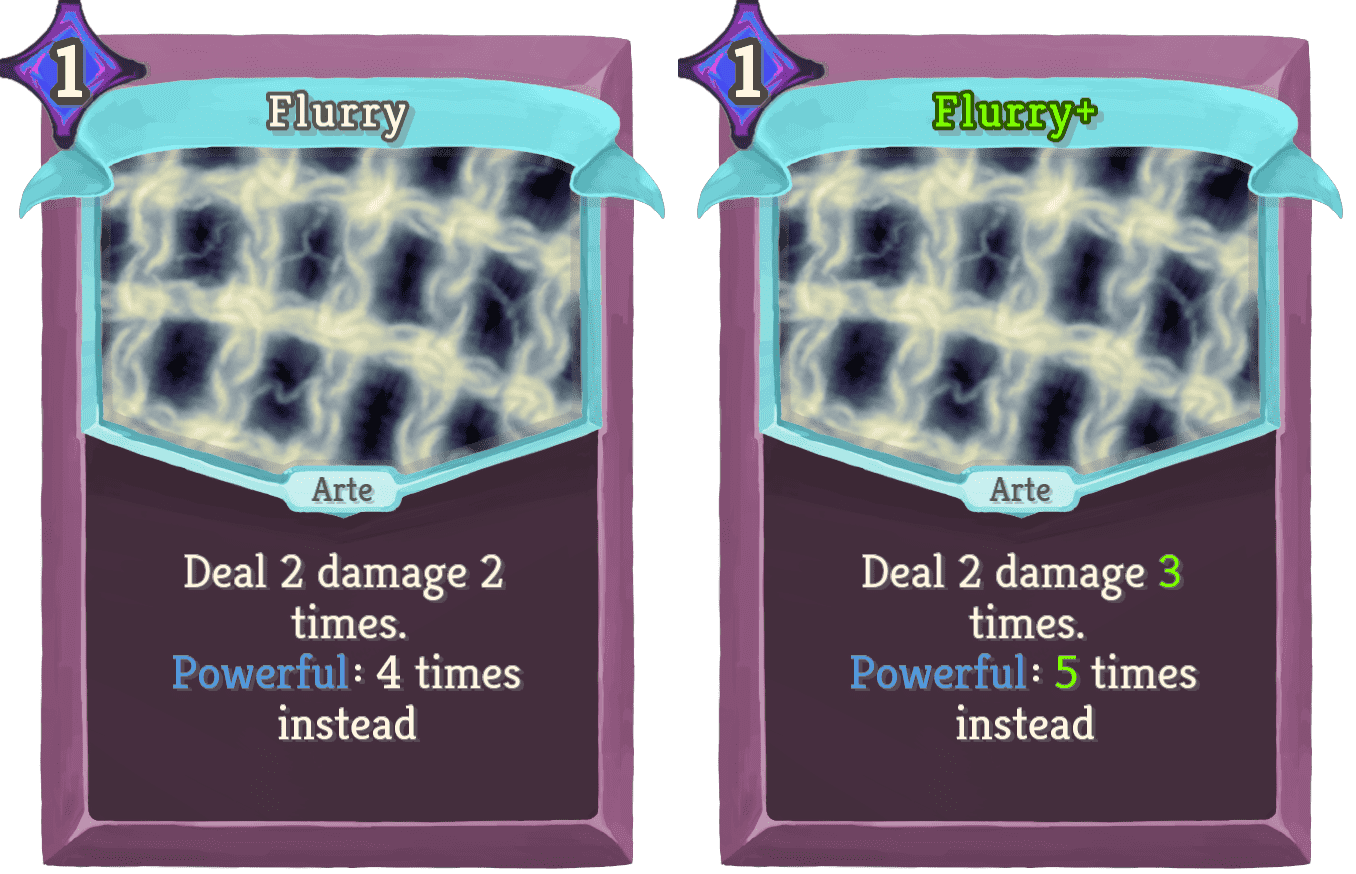 1
Flurry
Arte
Deal 2 damage 2
times.
Powerful: 4 times
instead
1
Flurry+
Arte
Deal 2 damage 3
times.
Powerful: 5 times
instead